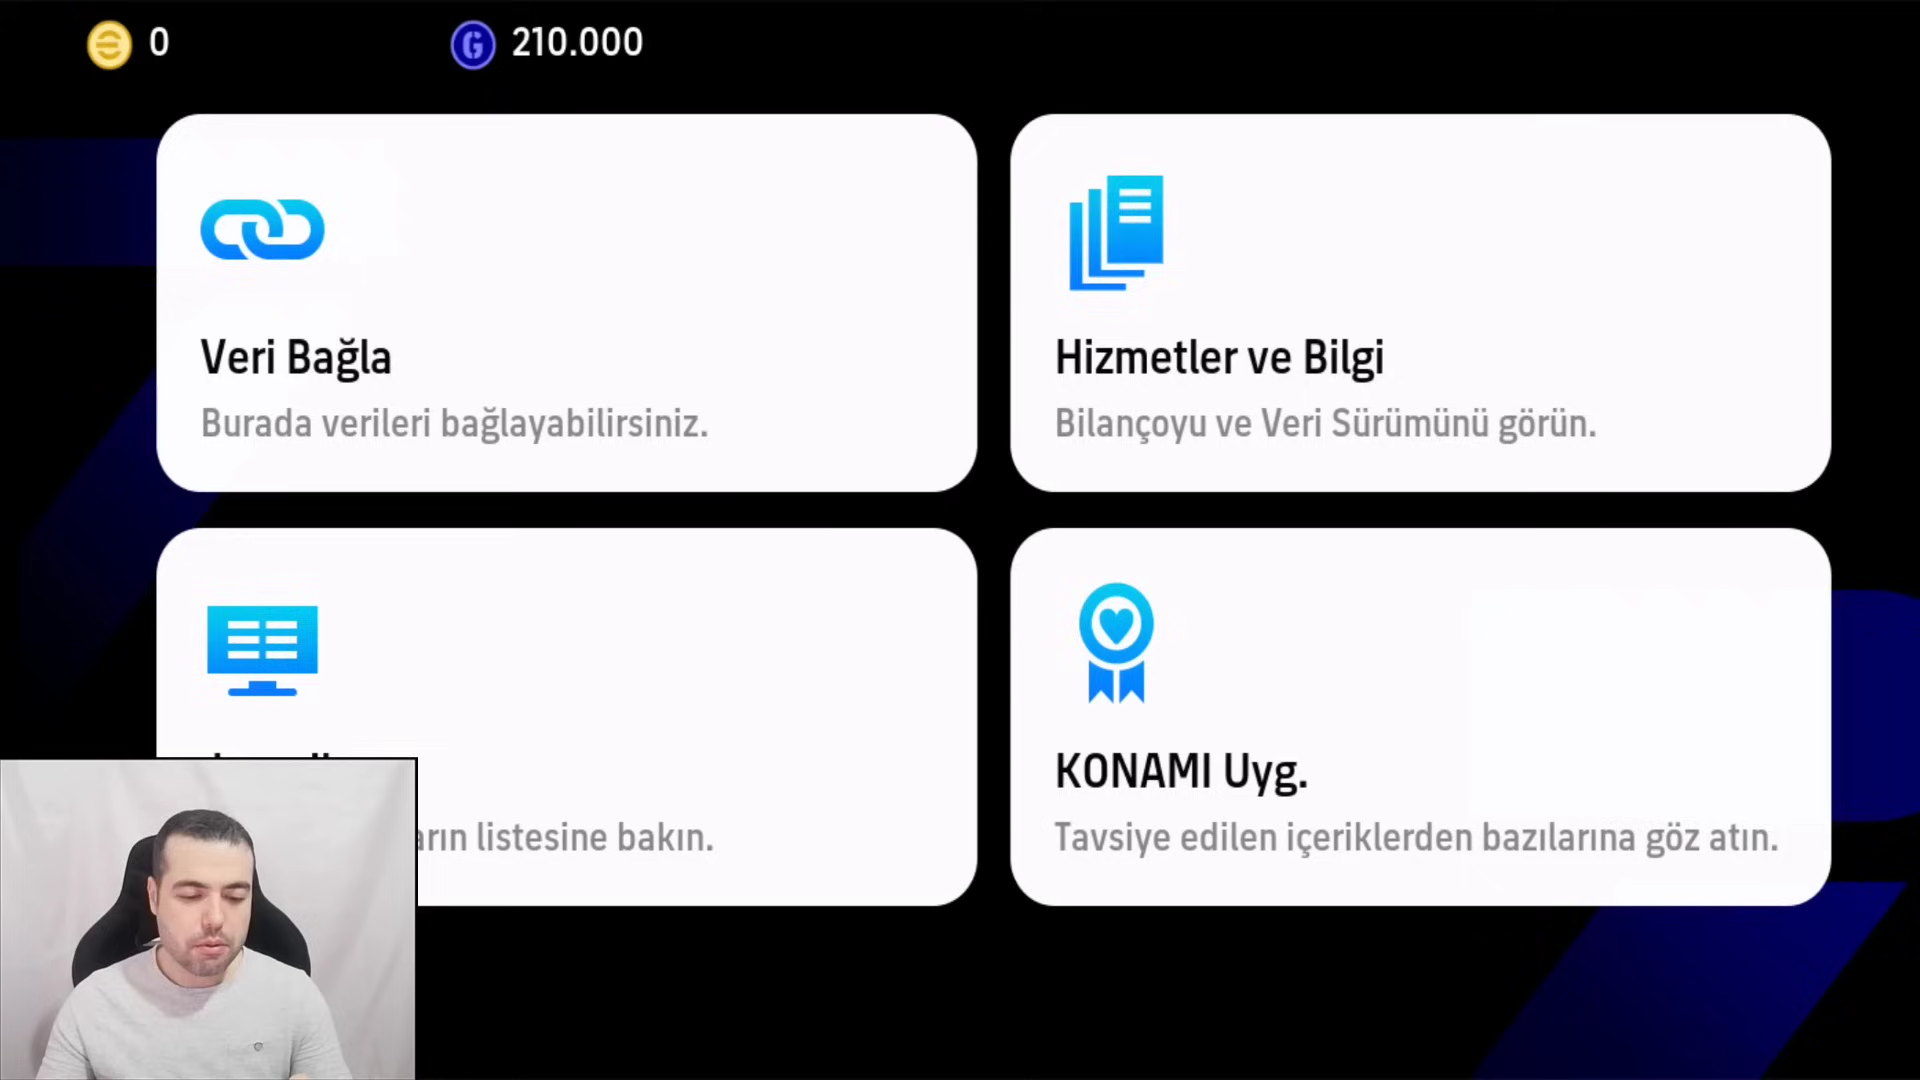 0
210.000
Veri Bağla
Burada verileri bağlayabilirsiniz.
Hizmetler ve Bilgi
Bilançoyu ve Veri Sürümünü görün.
listesine bakın.
KONAMI Uyg.
Tavsiye edilen içeriklerden bazılarına göz atın.